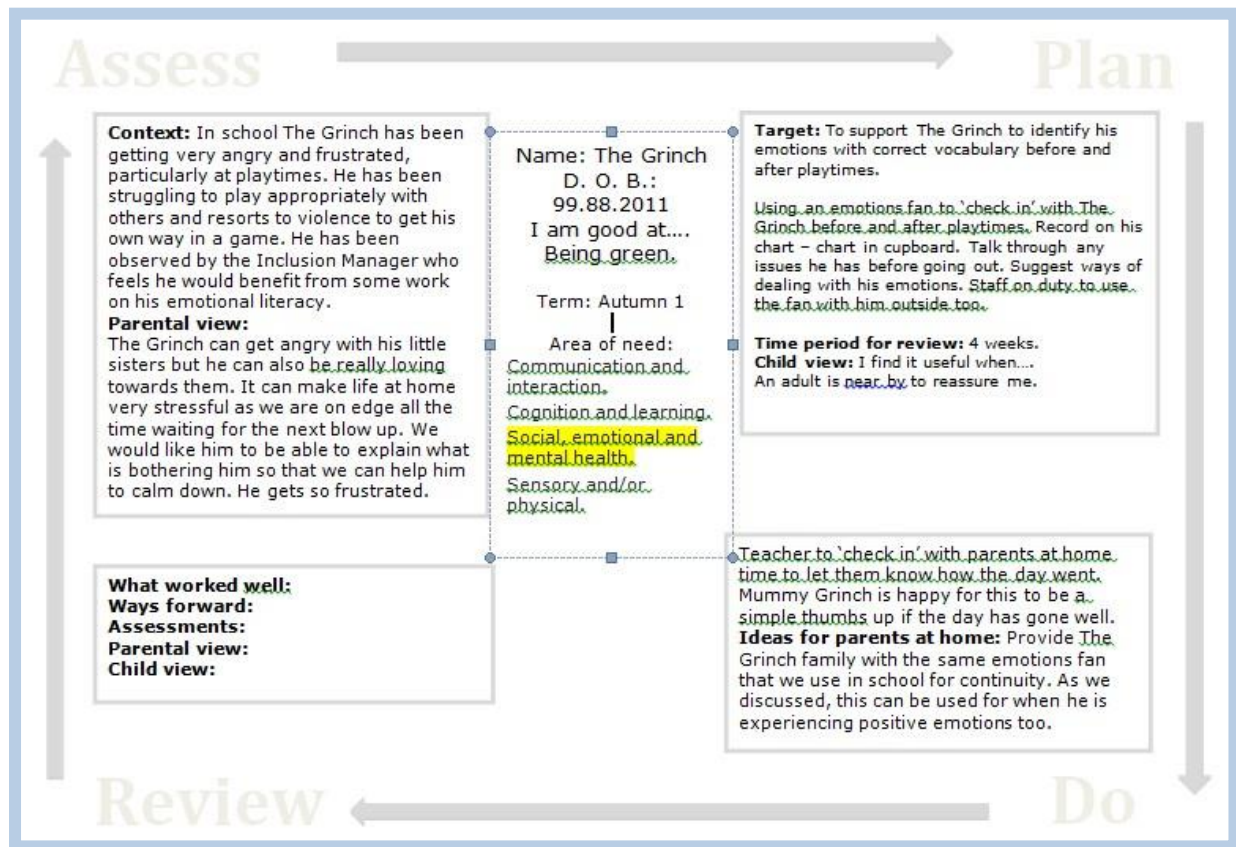 Assess
Plan
Context: In school The Grinch has been
getting very angry and frustrated,
particularly at playtimes. He has been
struggling to play appropriately with
others and resorts to violence to get his
own way in a game. He has been
observed by the Inclusion Manager who
feels he would benefit from some work
on his emotional literacy.
Parental view:
The Grinch can get angry with his little
sisters but he can also be really loving
towards them. It can make life at home
very stressful as we are on edge all the
time waiting for the next blow up. We
would like him to be able to explain what
is bothering him so that we can help him
to calm down. He gets so frustrated.
Name: The Grinch
D. O. B.:
99.88.2011
I am good at....
Being green.
Term: Autumn 1
Area of need:
Communication and
interaction.
Cognition and learning.
Social, emotional and
mental health.
Sensory and/or
physical.
Target: To support The Grinch to identify his
emotions with correct vocabulary before and
after playtimes.
Using an emotions fan to ‘check in’ with The
Grinch before and after playtimes. Record on his
chart – chart in cupboard. Talk through any
issues he has before going out. Suggest ways of
dealing with his emotions. Staff on duty to use
the fan with him outside too.
Time period for review: 4 weeks.
Child view: I find it useful when….
An adult is near by to reassure me.
Teacher to ‘check in’ with parents at home
time to let them know how the day went.
Mummy Grinch is happy for this to be a
simple thumbs up if the day has gone well.
Ideas for parents at home: Provide The
Grinch family with the same emotions fan
that we use in school for continuity. As we
discussed, this can be used for when he is
experiencing positive emotions too.
What worked well:
Ways forward:
Assessments:
Parental view:
Child view:
Review
Do